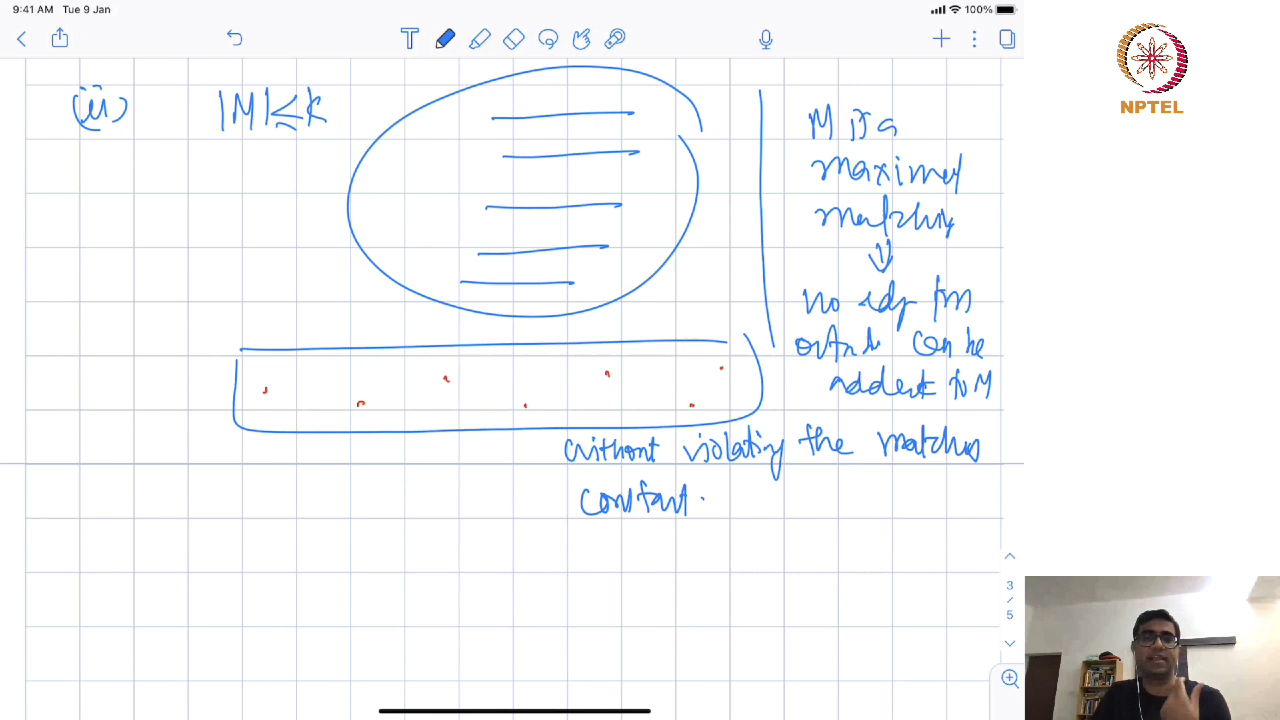 9:41 AM Tue 9 Jan
100%
NPTEL
(ii) |M| ≤ k
M is a
maximal
matching
⇓
no edge from
outside can be
added to M
without violating the matching
constraint.
3
/
5